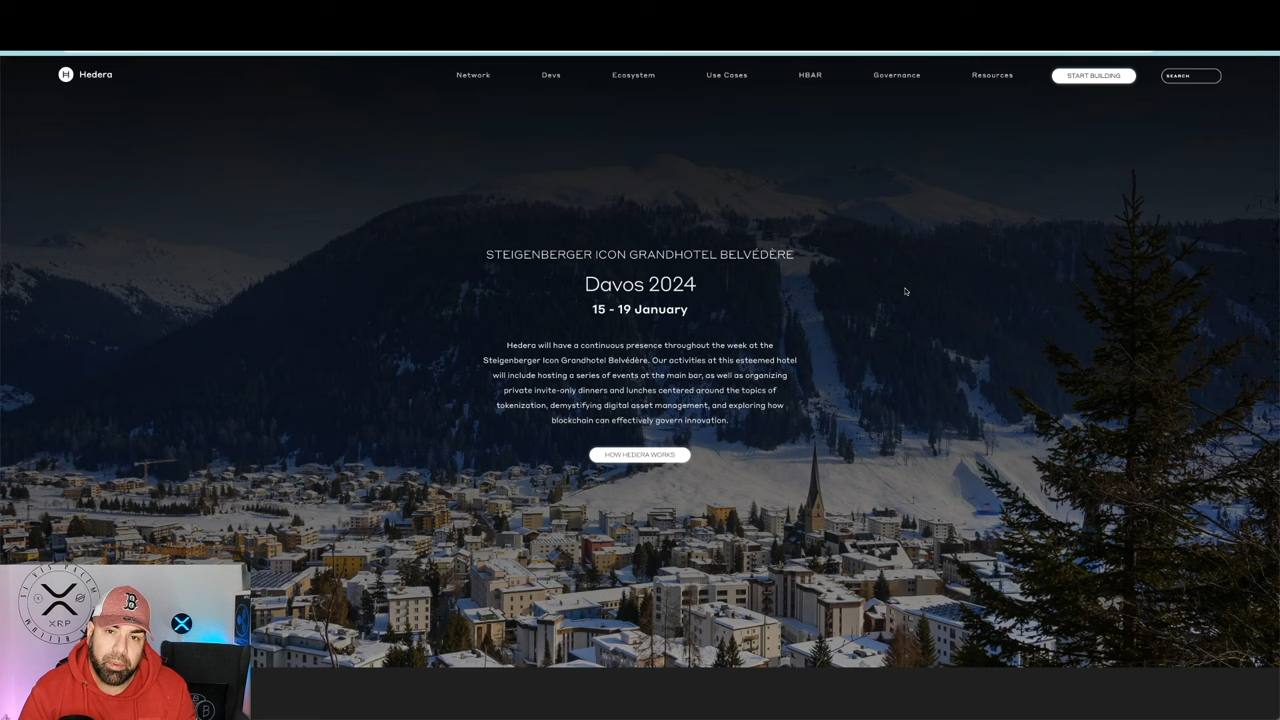 Hedera
Network
Devs
Ecosystem
Use Cases
HBAR
Governance
Resources
START BUILDING
SEARCH
STEIGENBERGER ICON GRANDHOTEL BELVÉDÈRE
Davos 2024
15 - 19 January
Hedera will have a continuous presence throughout the week at the
Steigenberger Icon Grandhotel Belvédère. Our activities at this esteemed hotel
will include hosting a series of events at the main bar, as well as organizing
private invite-only dinners and lunches centered around the topics of
tokenization, demystifying digital asset management, and exploring how
blockchain can effectively govern innovation.
HOW HEDERA WORKS
XRP
B